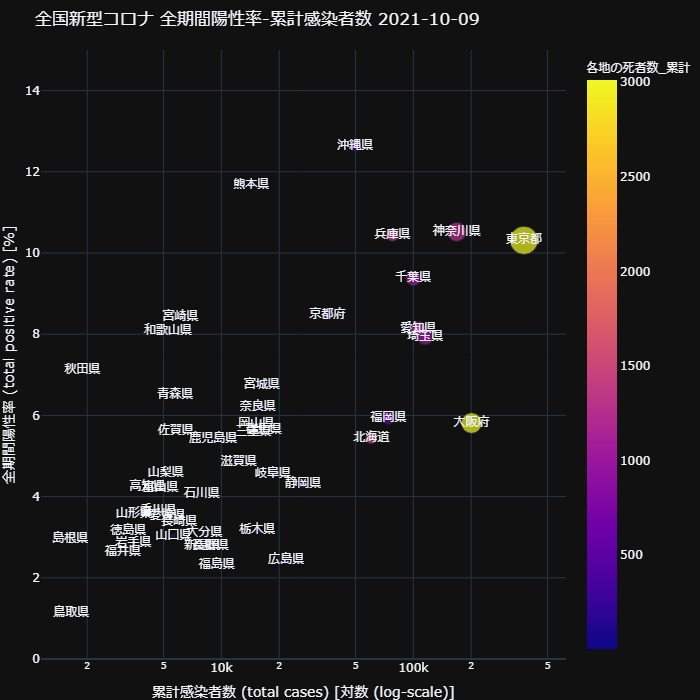 全国新型コロナ 全期間陽性率-累計感染者数 2021-10-09
各地の死者数_累計
3000
2500
2000
1500
1000
500
全期間陽性率 (total positive rate) [%]
14
12
10
8
6
4
2
0
沖縄県
熊本県
兵庫県
神奈川県
東京都
千葉県
宮崎県
京都府
和歌山県
愛知県
埼玉県
秋田県
宮城県
青森県
奈良県
福岡県
岡山県
大阪府
佐賀県
鹿児島県
北海道
滋賀県
山梨県
岐阜県
静岡県
石川県
山形県
香川県
長崎県
徳島県
大分県
栃木県
島根県
岩手県
山口県
福井県
広島県
福島県
鳥取県
2
5
10k
2
5
100k
2
5
累計感染者数 (total cases) [対数 (log-scale)]